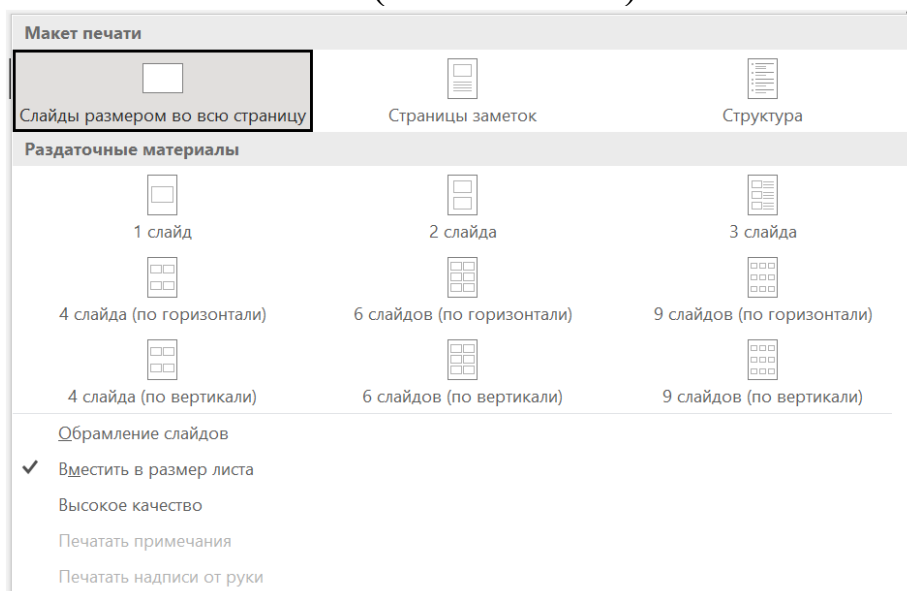 Макет печати
Слайды размером во всю страницу Страницы заметок Структура
Раздаточные материалы
1 слайд 2 слайда 3 слайда
4 слайда (по горизонтали) 6 слайдов (по горизонтали) 9 слайдов (по горизонтали)
4 слайда (по вертикали) 6 слайдов (по вертикали) 9 слайдов (по вертикали)
Обрамление слайдов
Вместить в размер листа
Высокое качество
Печатать примечания
Печатать надписи от руки